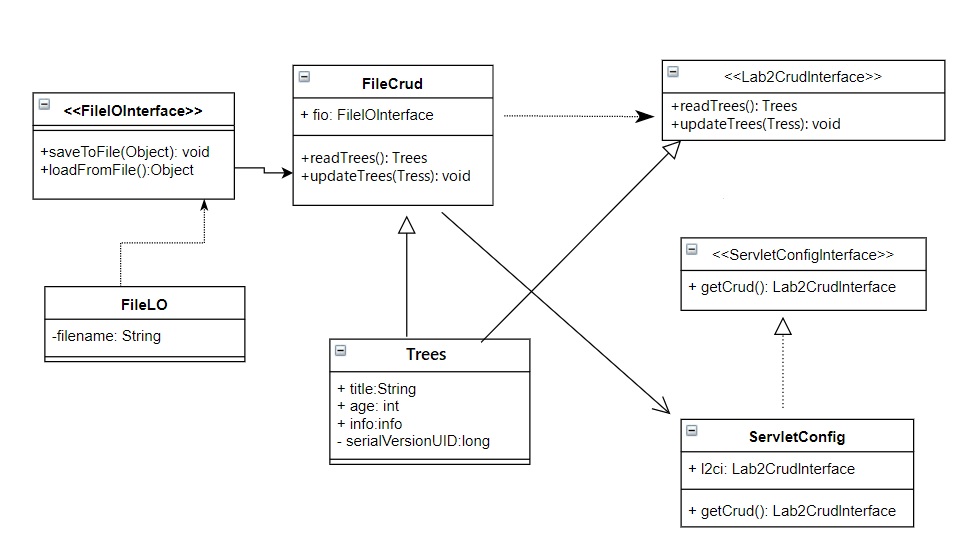 <<FileIOInterface>>
+saveToFile(Object): void
+loadFromFile():Object
FileCrud
+ fio: FileIOInterface
+readTrees(): Trees
+updateTrees(Tress): void
<<Lab2CrudInterface>>
+readTrees(): Trees
+updateTrees(Tress): void
<<ServletConfigInterface>>
+ getCrud(): Lab2CrudInterface
FileLO
-filename: String
Trees
+ title:String
+ age: int
+ info:info
- serialVersionUID:long
ServletConfig
+ l2ci: Lab2CrudInterface
+ getCrud(): Lab2CrudInterface